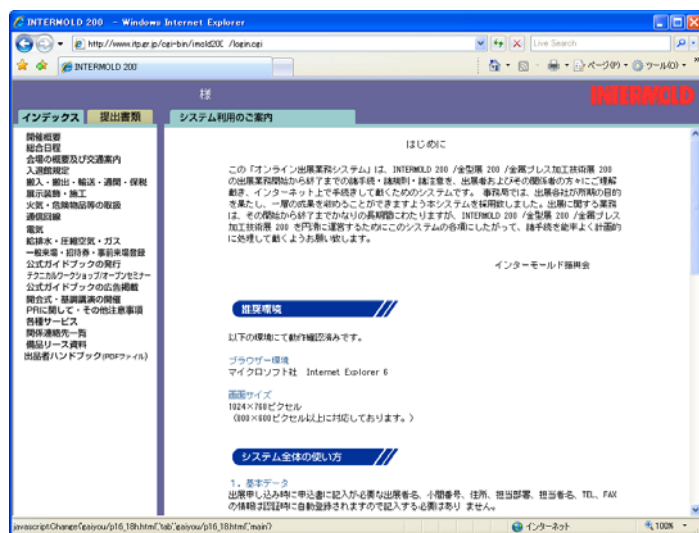 INTERMOLD 200 - Windows Internet Explorer
http://www.itp.gr.jp/cgi-bin/imold200 /login.cgi
Live Search
INTERMOLD 200
ページ(P)
ツール(O)
様
INTERMOLD
インデックス
提出書類
システム利用のご案内
開催概要
総合日程
会場の概要及び交通案内
入退館規定
搬入・搬出・輸送・通関・保税
展示装飾・施工
火気・危険物品等の取扱
通信回線
電気
給排水・圧縮空気・ガス
一般来場・招待券・事前来場登録
公式ガイドブックの発行
テクニカルワークショップ/オープンセミナー
公式ガイドブックの広告掲載
開会式・基調講演の開催
PRに関して・その他注意事項
各種サービス
関係連絡先一覧
備品リース資料
出品者ハンドブック(PDFファイル)
はじめに
この「オンライン出展業務システム」は、INTERMOLD 200 /金型展 200 /金属プレス加工技術展 200
の出展業務開始から終了までの諸手続・諸規則・諸注意を、出展者およびその関係者の方々にご理解
戴き、インターネット上で手続きして戴くためのシステムです。 事務局では、出展各社が所期の目的
を果たし、一層の成果を収めることができますよう本システムを採用致しました。出展に関する業務
は、その開始から終了までかなりの長期間にわたりますが、INTERMOLD 200 /金型展 200 /金属プレス
加工技術展 200 を円滑に運営するためにこのシステムの各項にしたがって、諸手続を能率よく計画的
に処理して戴くようお願い致します。
インターモールド振興会
推奨環境
以下の環境にて動作確認済みです。
ブラウザー環境
マイクロソフト社 Internet Explorer 6
画面サイズ
1024×768ピクセル
（800×600ピクセル以上に対応しております。）
システム全体の使い方
1. 基本データ
出展申し込み時に申込書に記入が必要な出展者名、小間番号、住所、担当部署、担当者名、TEL、FAX
の情報は認証時に自動登録されますので記入する必要はあり ません。
javascript:Change('gaiyou/p16_18h.html','tab','gaiyou/p16_18h.html','main')
インターネット
100%